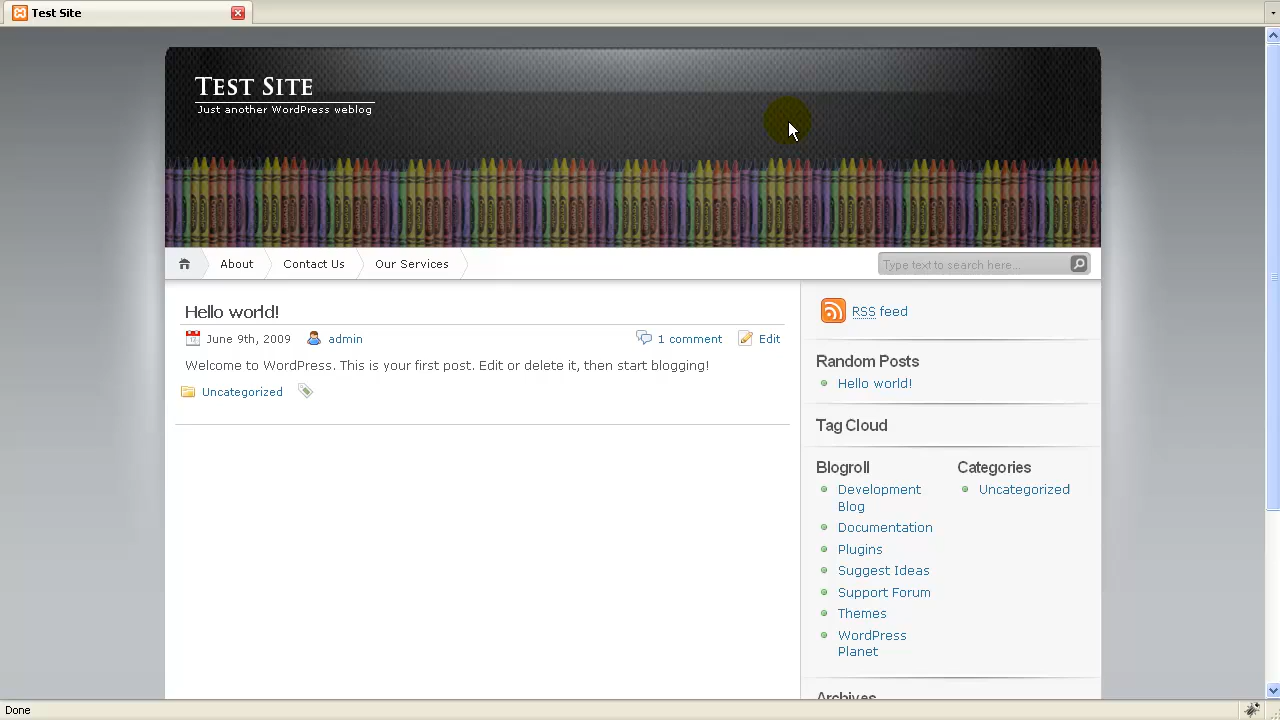 Test Site
Test Site
Just another WordPress weblog
About
Contact Us
Our Services
Type text to search here...
Hello world!
June 9th, 2009
admin
1 comment
Edit
Welcome to WordPress. This is your first post. Edit or delete it, then start blogging!
Uncategorized
RSS feed
Random Posts
Hello world!
Tag Cloud
Blogroll
Development
Blog
Documentation
Plugins
Suggest Ideas
Support Forum
Themes
WordPress
Planet
Categories
Uncategorized
Archives
Done